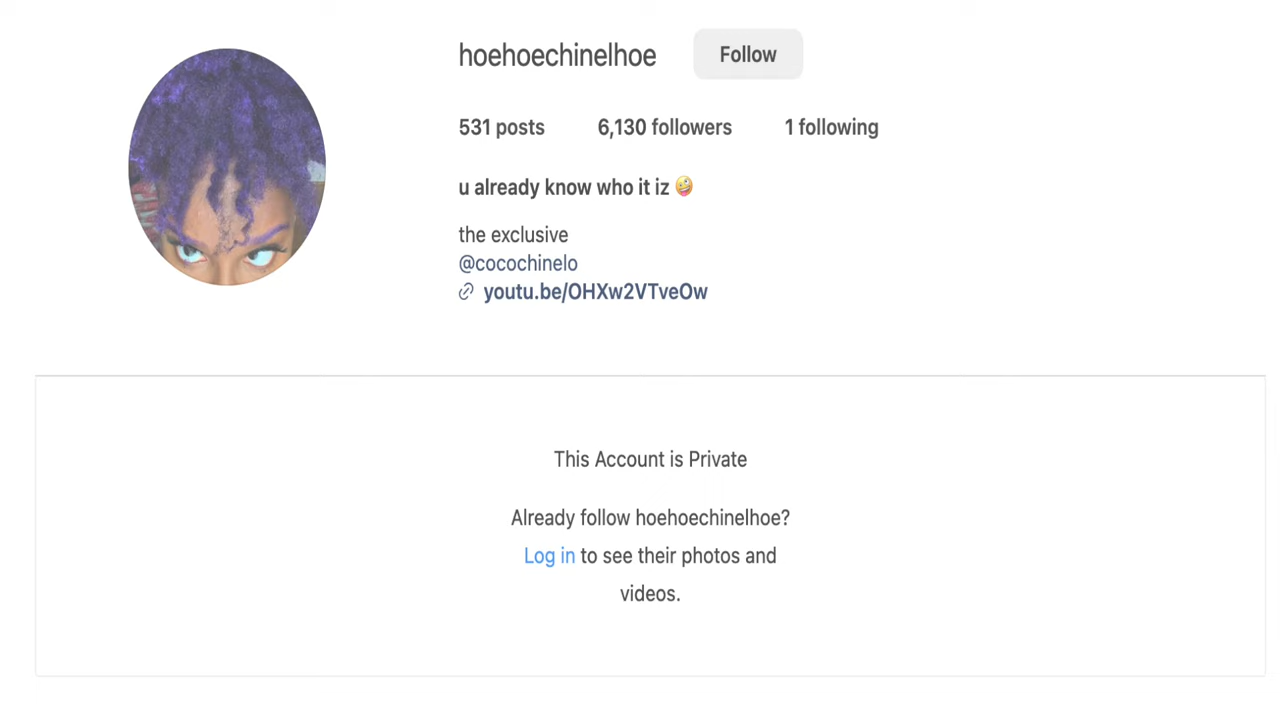 hoehoechinelhoe Follow
531 posts 6,130 followers 1 following
u already know who it iz 🤪
the exclusive
@cocochinelo
youtu.be/OHXw2VTveOw
This Account is Private
Already follow hoehoechinelhoe?
Log in to see their photos and
videos.